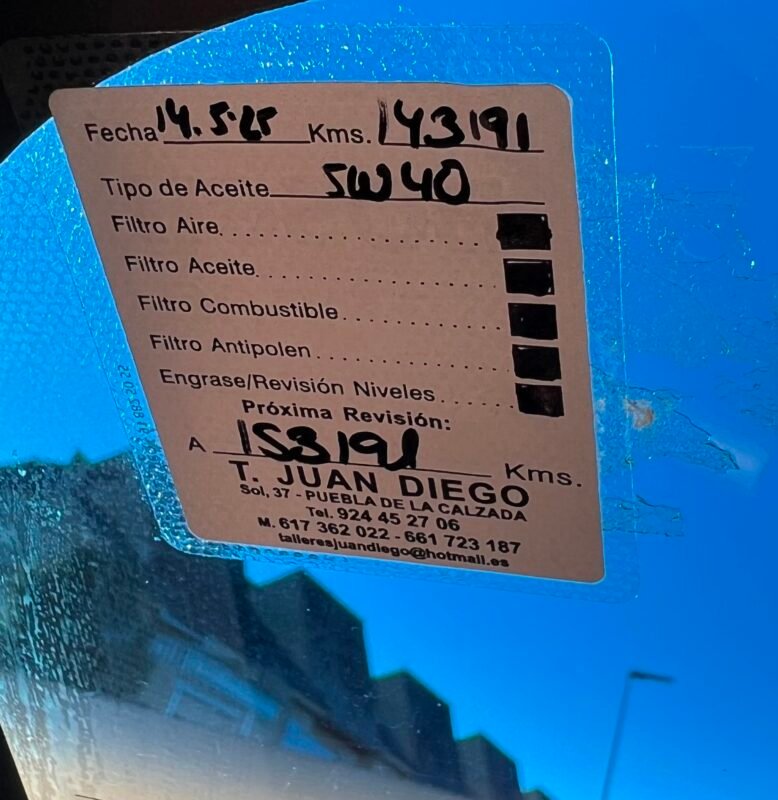 Fecha 14.5.25 Kms. 143191
Tipo de Aceite 5W40
Filtro Aire
Filtro Aceite
Filtro Combustible
Filtro Antipolen
Engrase/Revisión Niveles
Próxima Revisión:
A 153191 Kms.
T. JUAN DIEGO
Sol, 37 - PUEBLA DE LA CALZADA
Tel. 924 45 27 06
M. 617 362 022 - 661 723 187
talleresjuandiego@hotmail.es